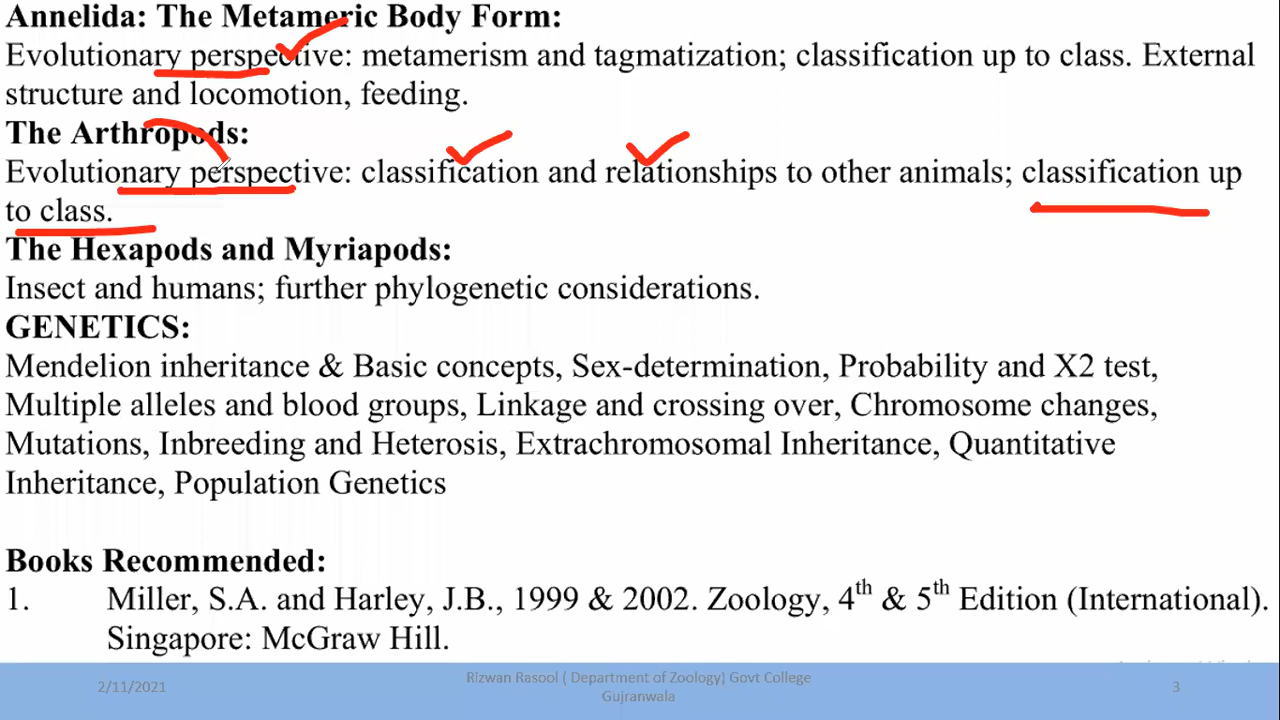 Annelida: The Metameric Body Form:
Evolutionary perspective: metamerism and tagmatization; classification up to class. External
structure and locomotion, feeding.
The Arthropods:
Evolutionary perspective: classification and relationships to other animals; classification up
to class.
The Hexapods and Myriapods:
Insect and humans; further phylogenetic considerations.
GENETICS:
Mendelion inheritance & Basic concepts, Sex-determination, Probability and X2 test,
Multiple alleles and blood groups, Linkage and crossing over, Chromosome changes,
Mutations, Inbreeding and Heterosis, Extrachromosomal Inheritance, Quantitative
Inheritance, Population Genetics
Books Recommended:
1. Miller, S.A. and Harley, J.B., 1999 & 2002. Zoology, 4th & 5th Edition (International).
Singapore: McGraw Hill.
2/11/2021
Rizwan Rasool ( Department of Zoology) Govt College
Gujranwala
3